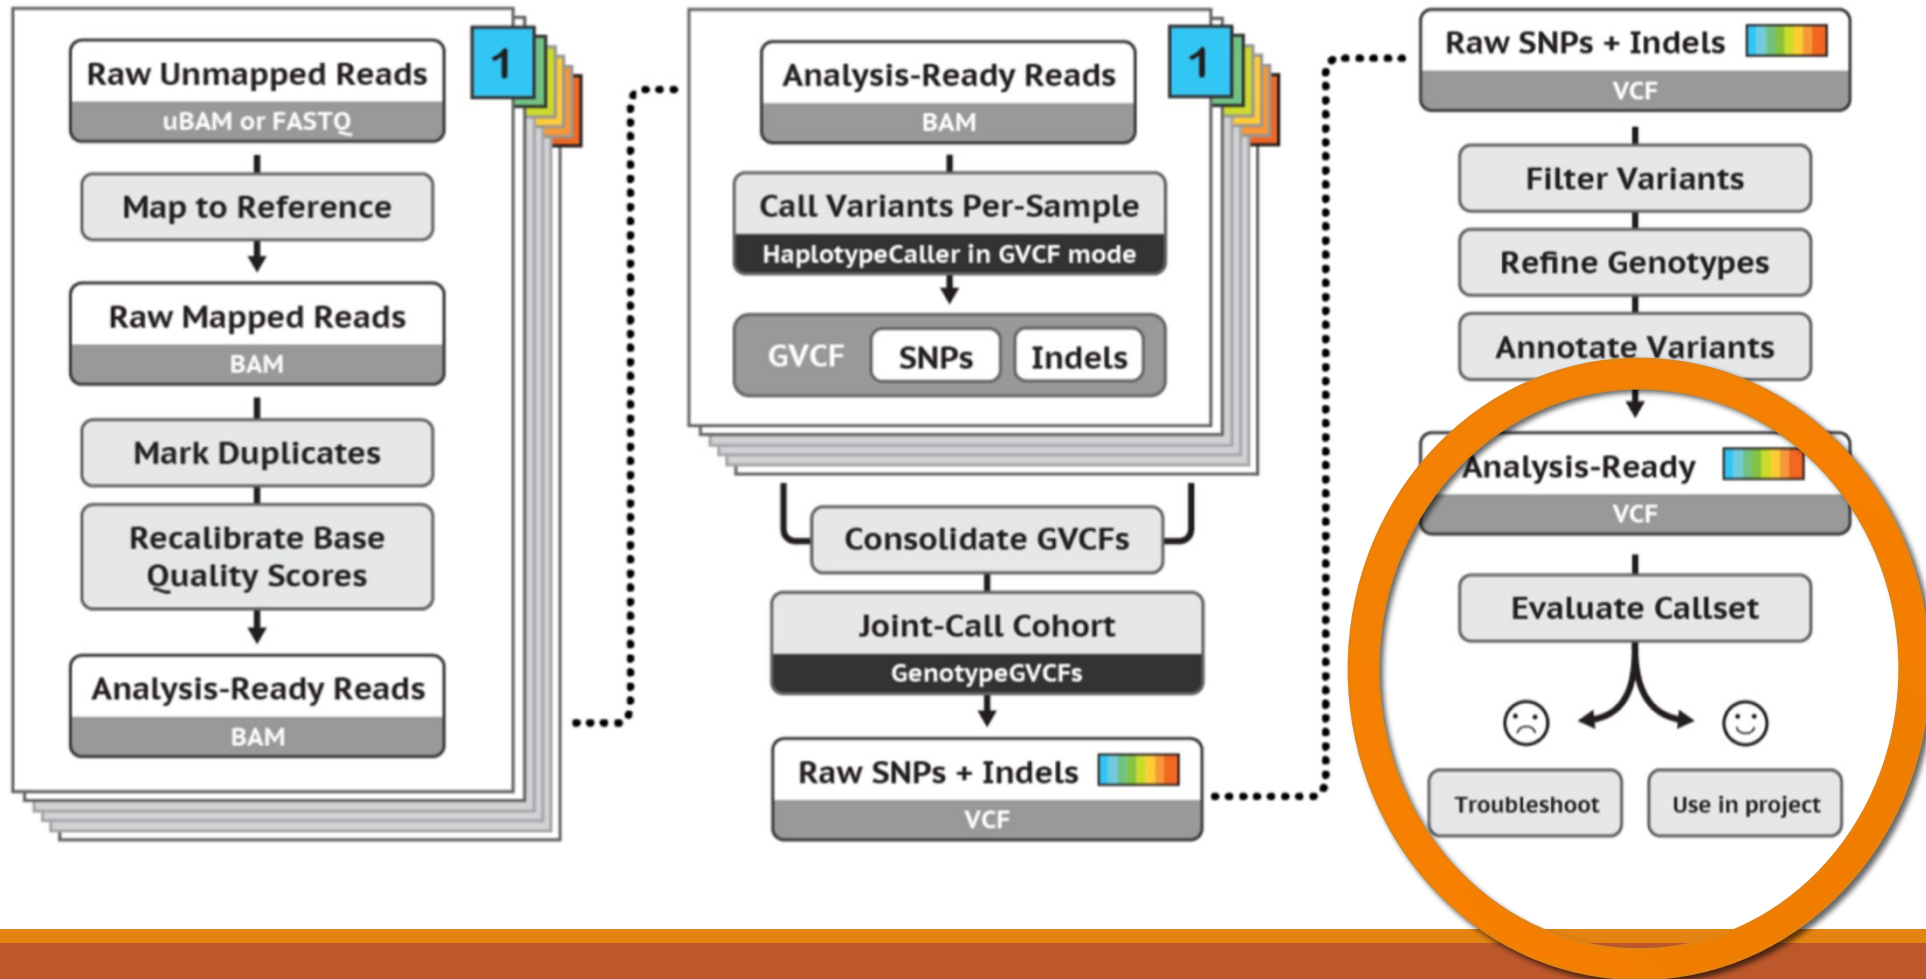 1
Raw Unmapped Reads
uBAM or FASTQ
Map to Reference
Raw Mapped Reads
BAM
Mark Duplicates
Recalibrate Base
Quality Scores
Analysis-Ready Reads
BAM
1
Analysis-Ready Reads
BAM
Call Variants Per-Sample
HaplotypeCaller in GVCF mode
GVCF SNPs Indels
Consolidate GVCFs
Joint-Call Cohort
GenotypeGVCFs
Raw SNPs + Indels
VCF
Raw SNPs + Indels
VCF
Filter Variants
Refine Genotypes
Annotate Variants
Analysis-Ready
VCF
Evaluate Callset
Troubleshoot
Use in project